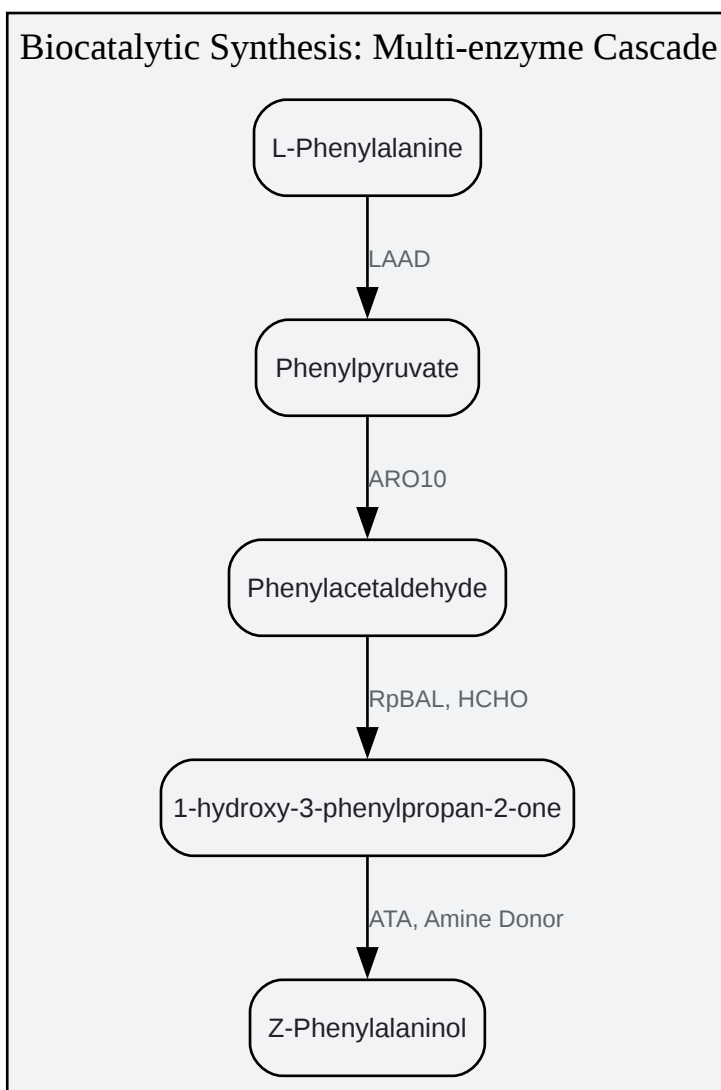 Biocatalytic Synthesis: Multi-enzyme Cascade
L-Phenylalanine
LAAD
Phenylpyruvate
ARO10
Phenylacetaldehyde
RpBAL, HCHO
1-hydroxy-3-phenylpropan-2-one
ATA, Amine Donor
Z-Phenylalaninol